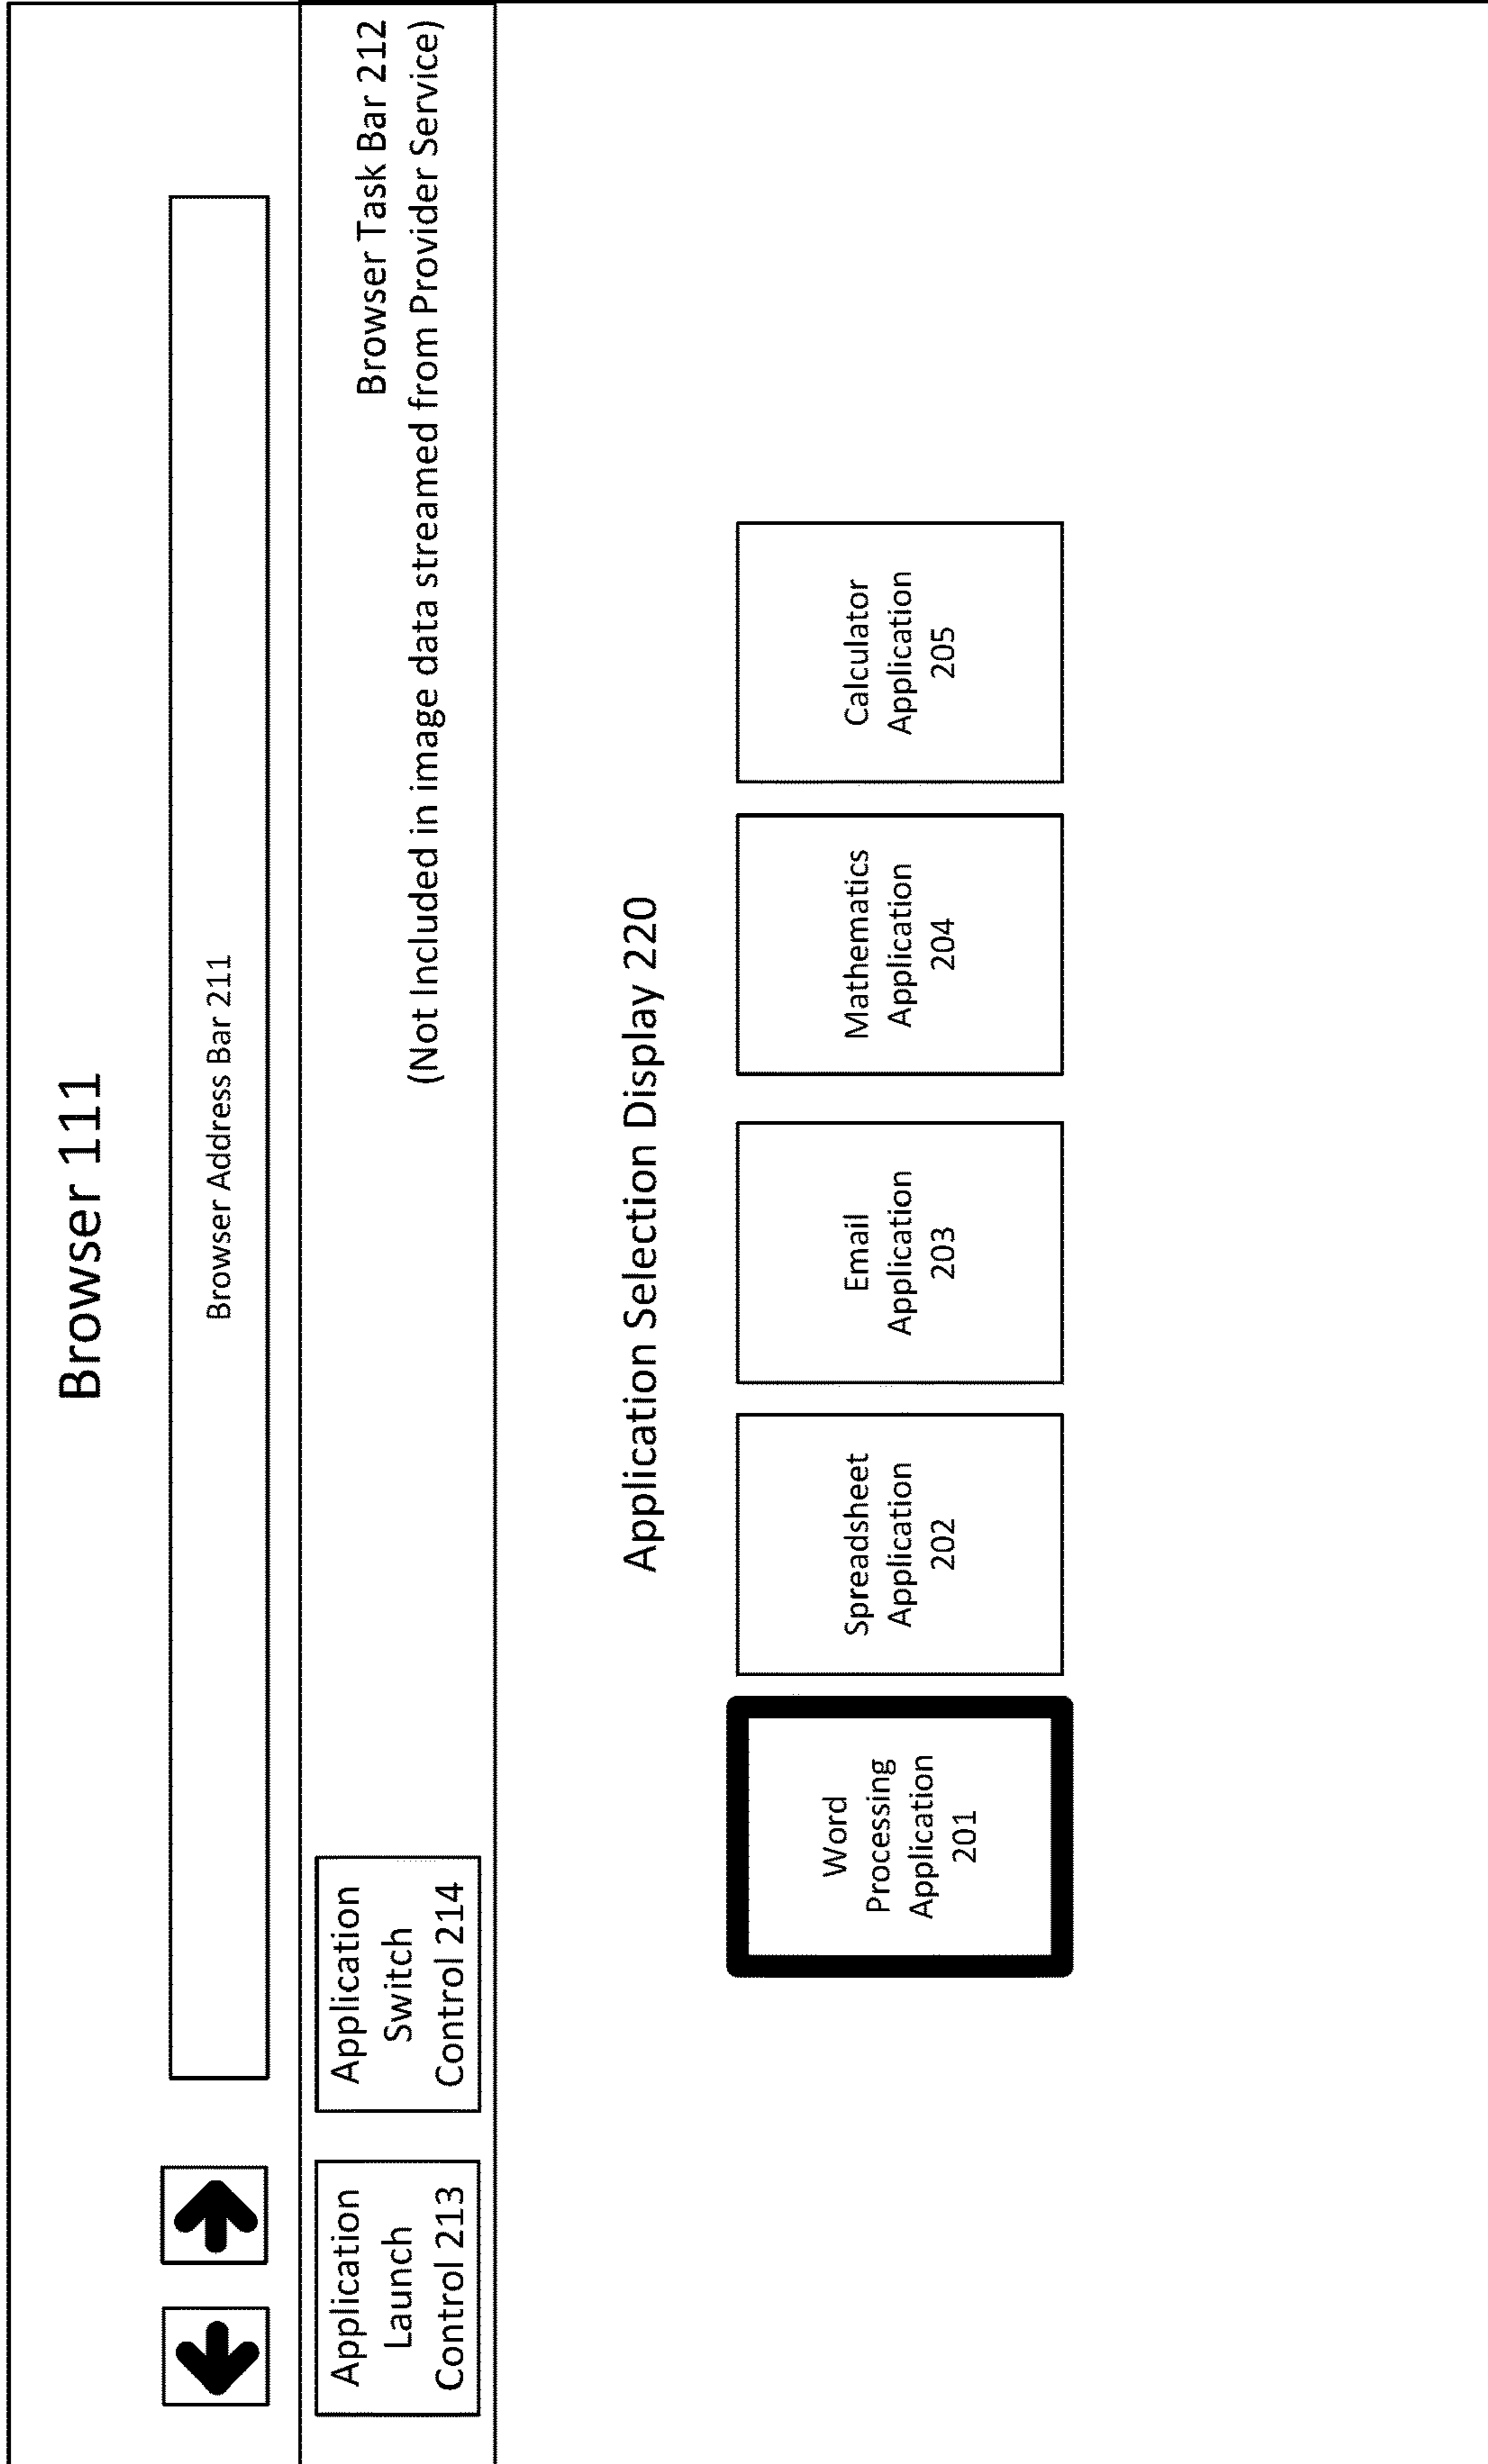 Browser 111
Browser Address Bar 211
Application
Launch
Control 213
Application
Switch
Control 214
Browser Task Bar 212
(Not Included in image data streamed from Provider Service)
Application Selection Display 220
Word
Processing
Application
201
Spreadsheet
Application
202
Email
Application
203
Mathematics
Application
204
Calculator
Application
205